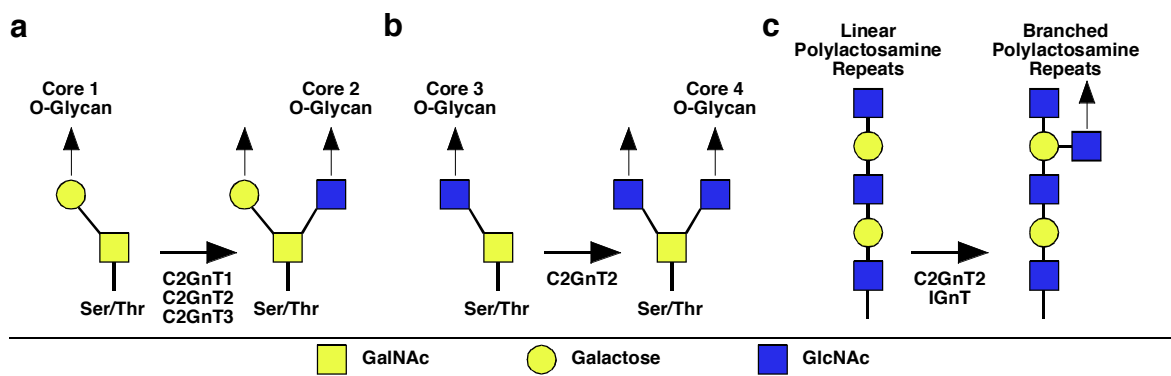 a
Core 1
O-Glycan
Core 2
O-Glycan
C2GnT1
C2GnT2
C2GnT3
Ser/Thr
Ser/Thr
b
Core 3
O-Glycan
Core 4
O-Glycan
C2GnT2
Ser/Thr
Ser/Thr
c
Linear
Polylactosamine
Repeats
Branched
Polylactosamine
Repeats
C2GnT2
IGnT
GalNAc
Galactose
GlcNAc